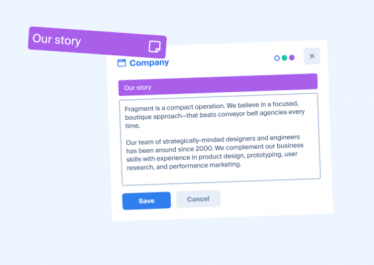 Our story
Company
Our story
Fragment is a compact operation. We believe in a focused,
boutique approach—that beats conveyor belt agencies every
time.
Our team of strategically-minded designers and engineers
has been around since 2000. We complement our business
skills with experience in product design, prototyping, user
research, and performance marketing.
Save
Cancel